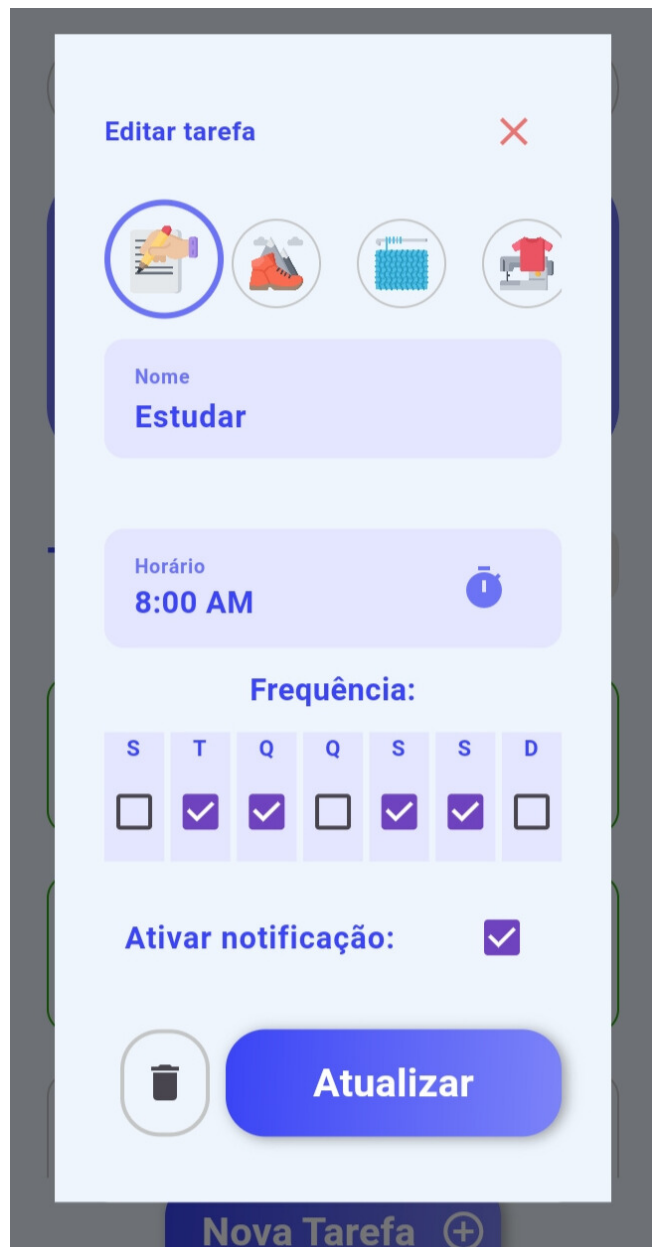 Editar tarefa
Nome
Estudar
Horário
8:00 AM
Frequência:
S T Q Q S S D
Ativar notificação:
Atualizar
Nova Tarefa